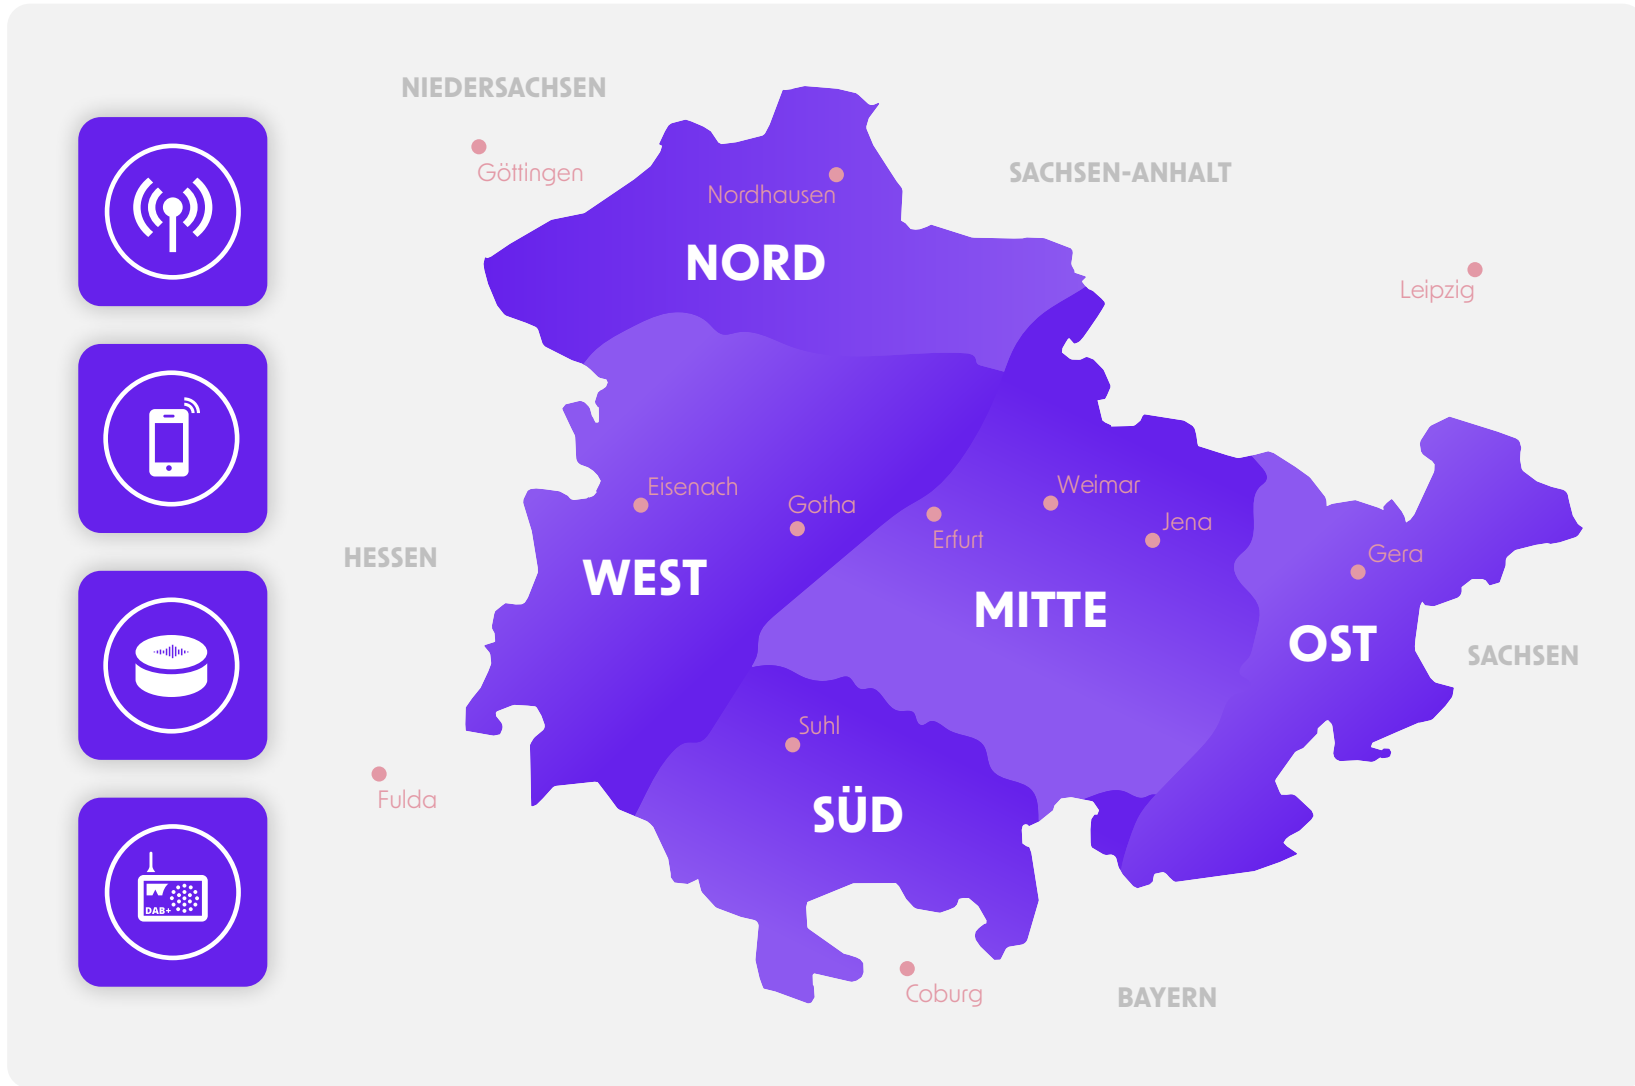 NIEDERSACHSEN
Göttingen
SACHSEN-ANHALT
Nordhausen
NORD
Leipzig
Eisenach
Gotha
Weimar
Erfurt
Jena
Gera
HESSEN
WEST
MITTE
OST
SACHSEN
Suhl
SÜD
Fulda
Coburg
BAYERN
DAB+